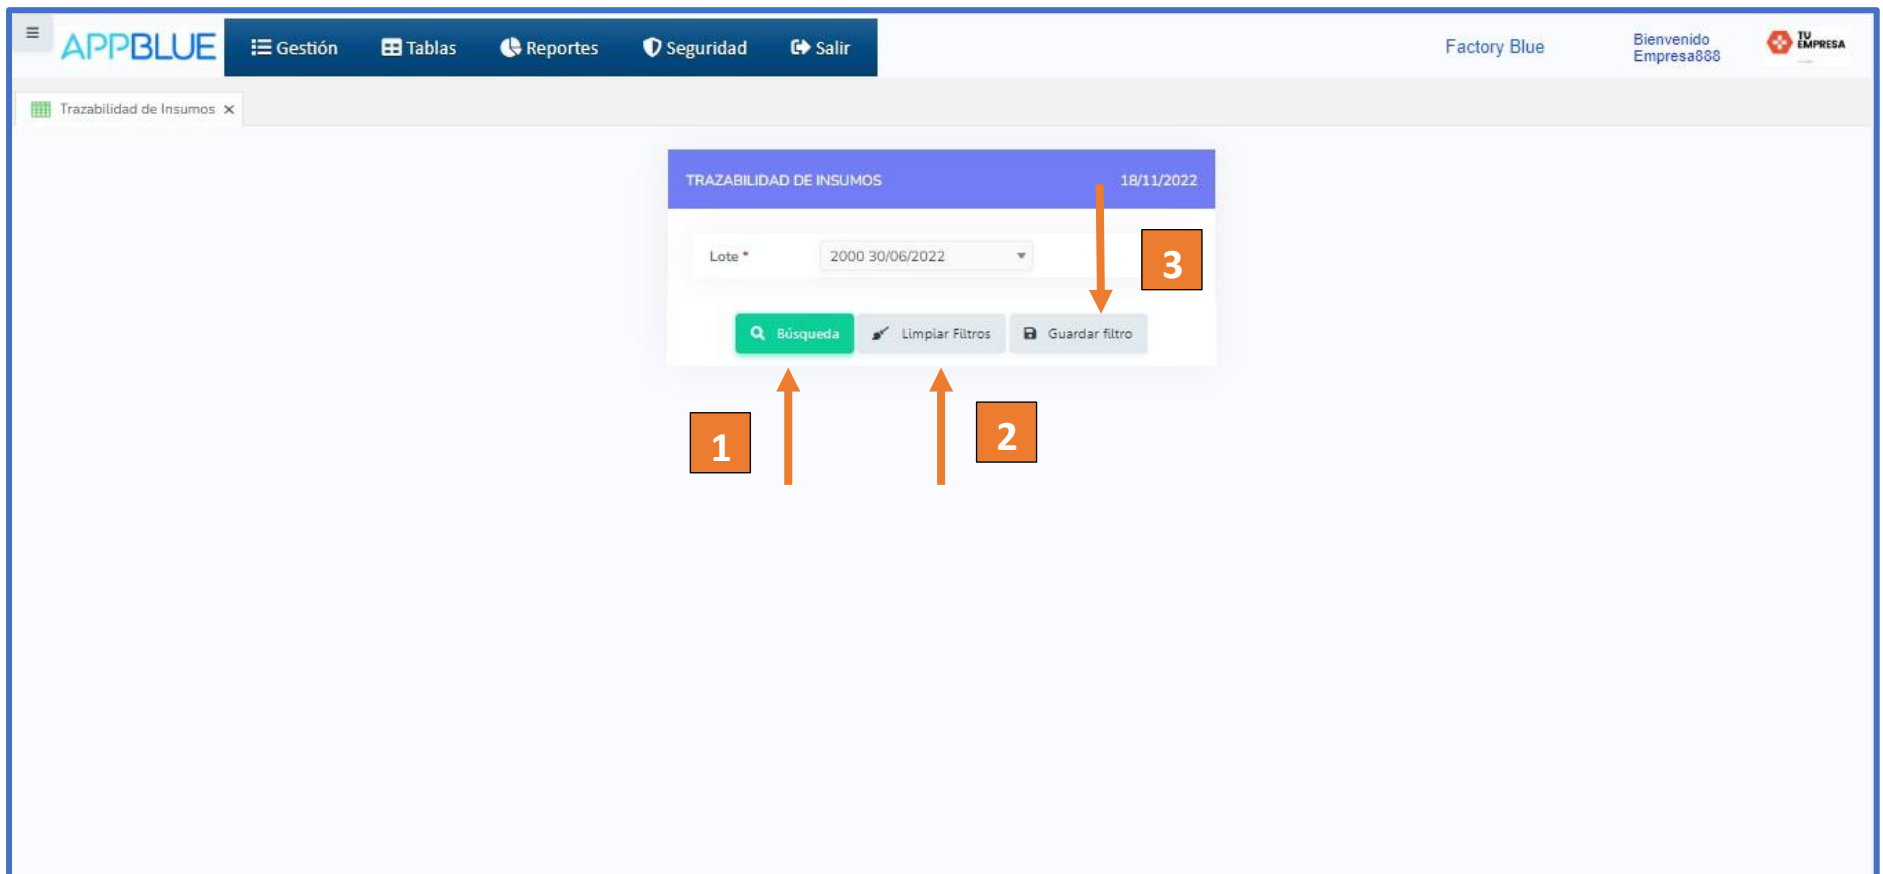 APPBLUE Gestión Tablas Reportes Seguridad Salir Factory Blue Bienvenido Empresa888 TU EMPRESA
Trazabilidad de Insumos
TRAZABILIDAD DE INSUMOS 18/11/2022
Lote * 2000 30/06/2022
3
Búsqueda Limpiar Filtros Guardar filtro
1
2